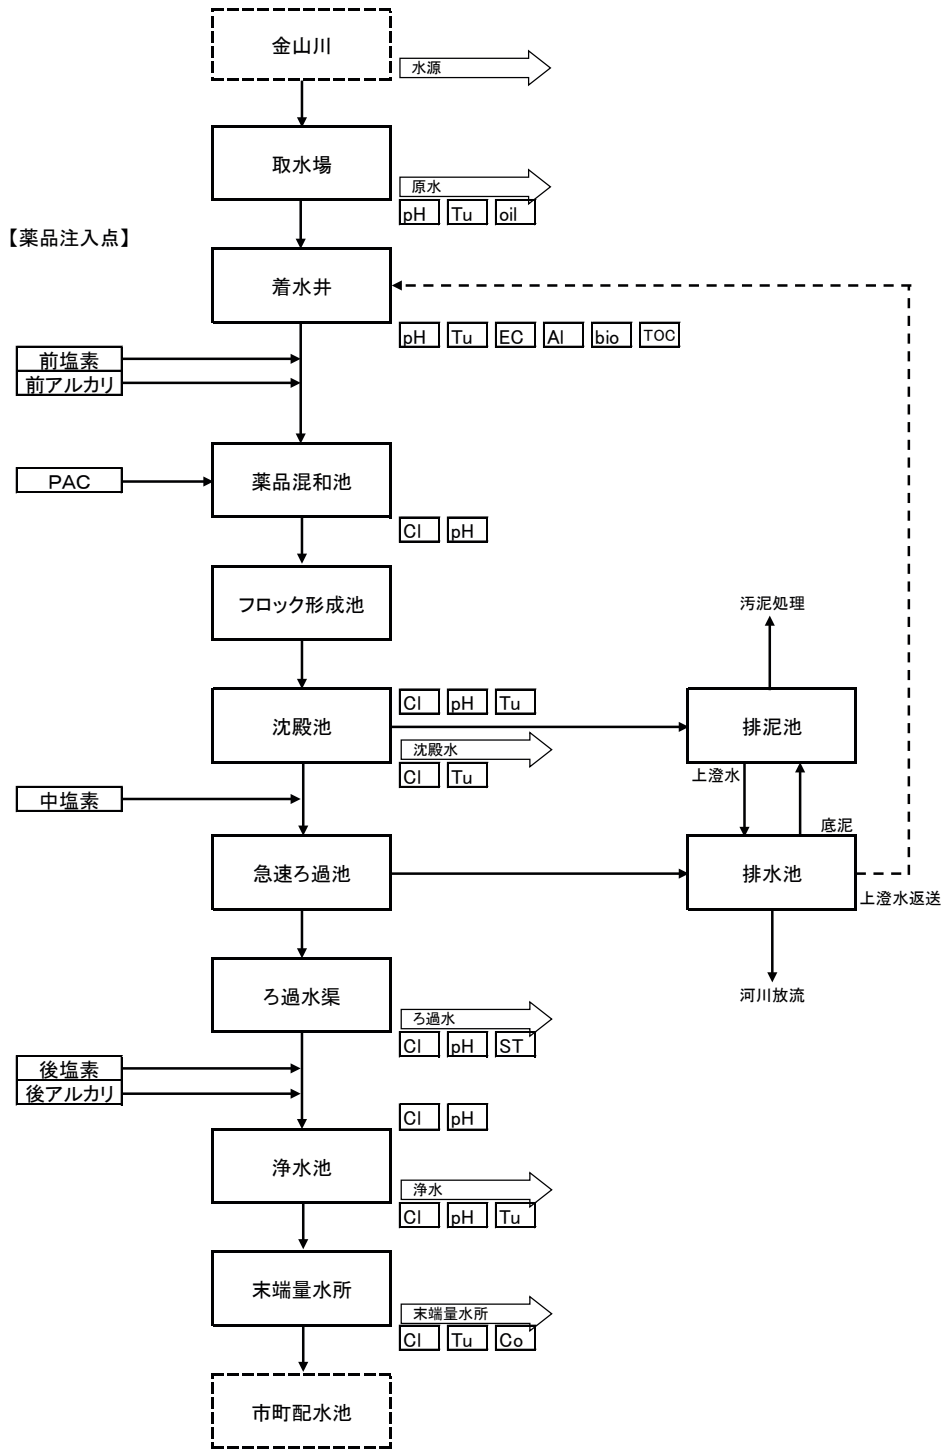 金山川
水源
取水場
原水
pH Tu oil
【薬品注入点】
着水井
pH Tu EC Al bio TOC
前塩素
前アルカリ
薬品混和池
PAC
Cl pH
フロック形成池
汚泥処理
Cl pH Tu
沈殿池
排泥池
沈殿水
Cl Tu
上澄水
中塩素
底泥
急速ろ過池
排水池
上澄水返送
ろ過水渠
河川放流
ろ過水
Cl pH ST
後塩素
後アルカリ
Cl pH
浄水池
浄水
Cl pH Tu
末端量水所
末端量水所
Cl Tu Co
市町配水池